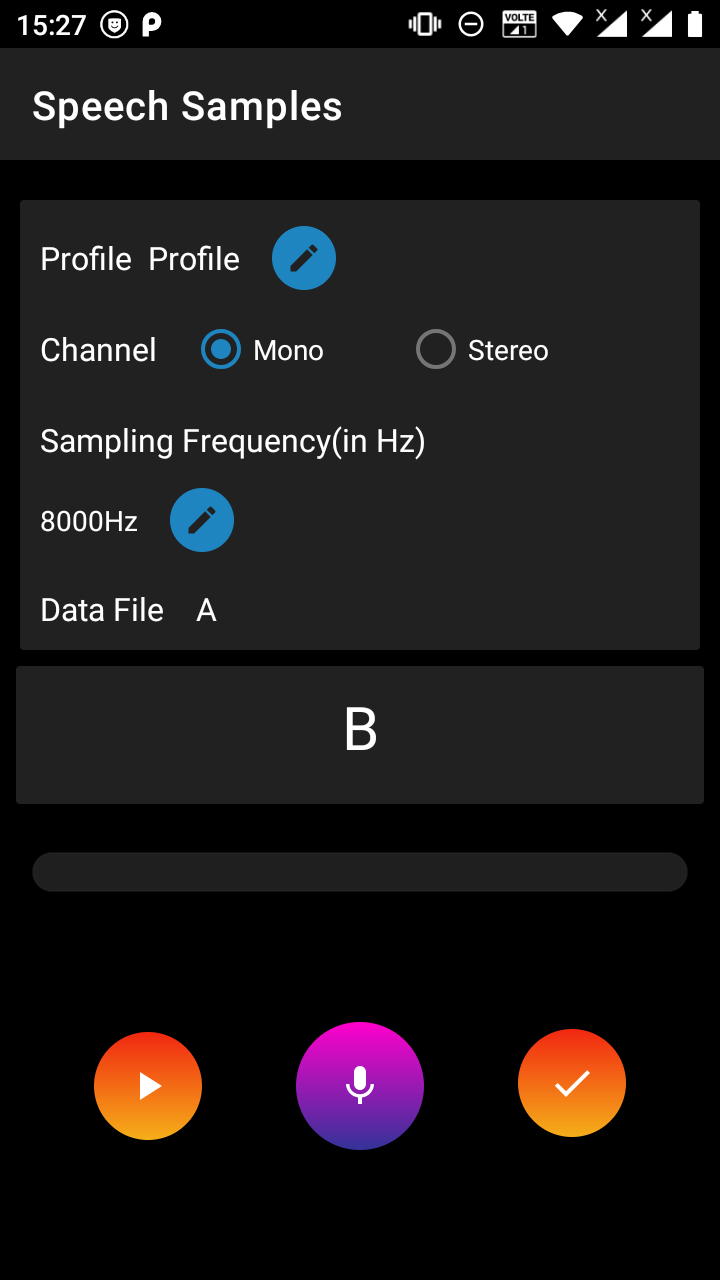 15:27 VOLTE 1
Speech Samples
Profile Profile
Channel Mono Stereo
Sampling Frequency(in Hz)
8000Hz
Data File A
B